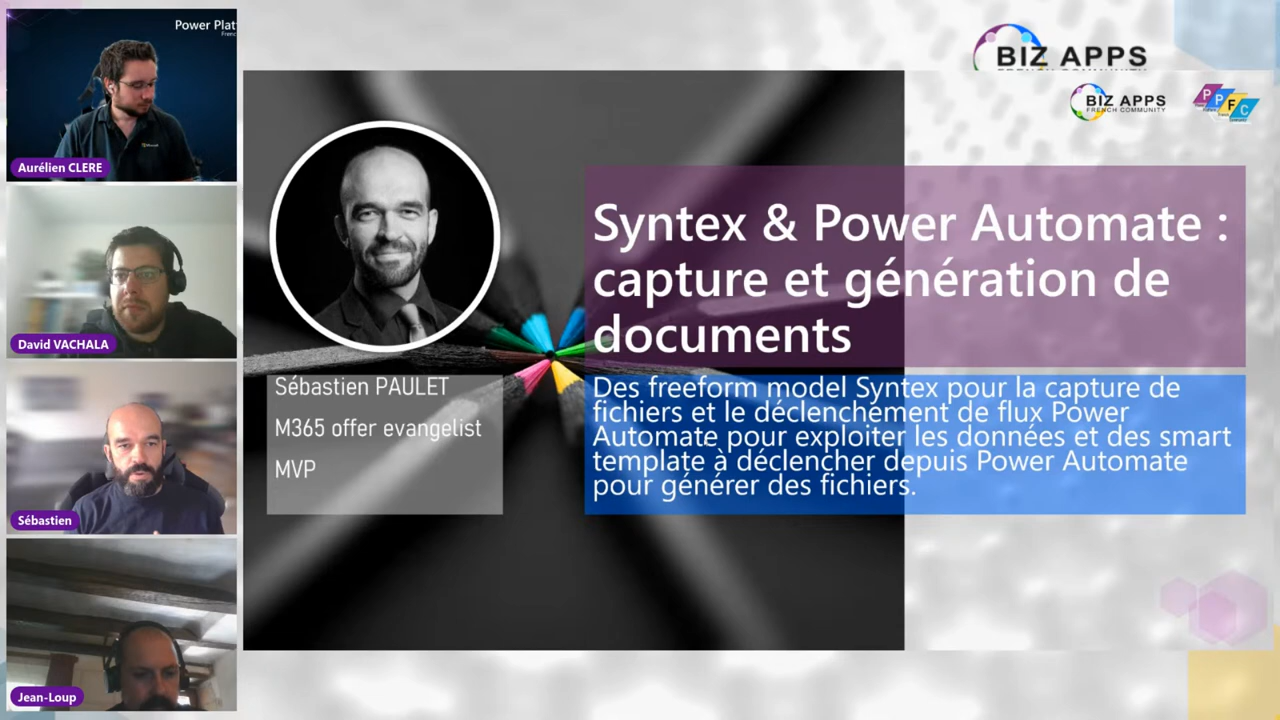 Power Plat
Frenc
Aurélien CLERE
David VACHALA
Sébastien
Jean-Loup
BIZ APPS
BIZ APPS
FRENCH COMMUNITY
P P F C
Syntex & Power Automate :
capture et génération de
documents
Sébastien PAULET
M365 offer evangelist
MVP
Des freeform model Syntex pour la capture de
fichiers et le déclenchement de flux Power
Automate pour exploiter les données et des smart
template à déclencher depuis Power Automate
pour générer des fichiers.